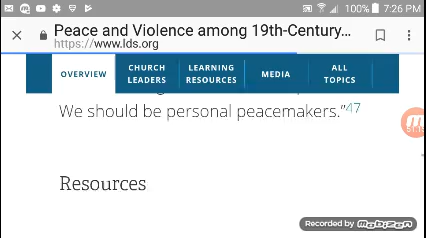 100% 7:26 PM
Peace and Violence among 19th-Century...
https://www.lds.org
OVERVIEW
CHURCH LEADERS
LEARNING RESOURCES
MEDIA
ALL TOPICS
We should be personal peacemakers."47
Resources
Recorded by mobizen